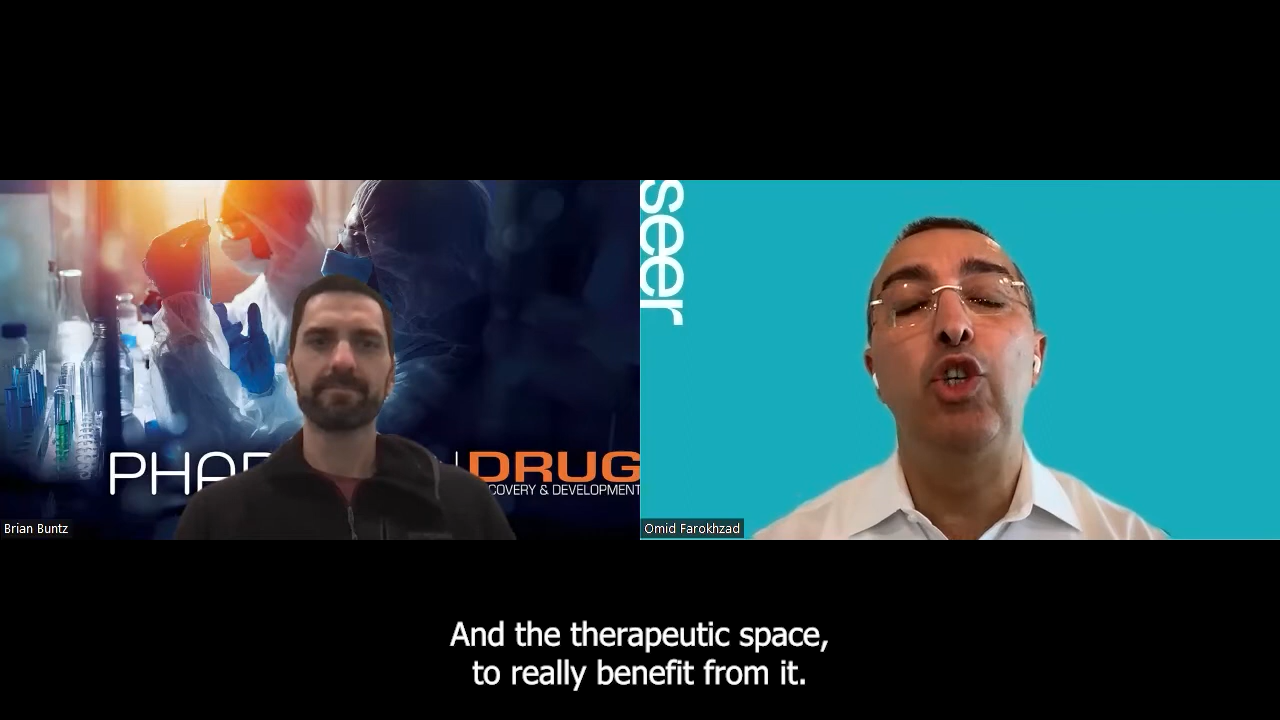 seer
DRUG
COVERY & DEVELOPMENT
Brian Buntz
Omid Farokhzad
And the therapeutic space,
to really benefit from it.